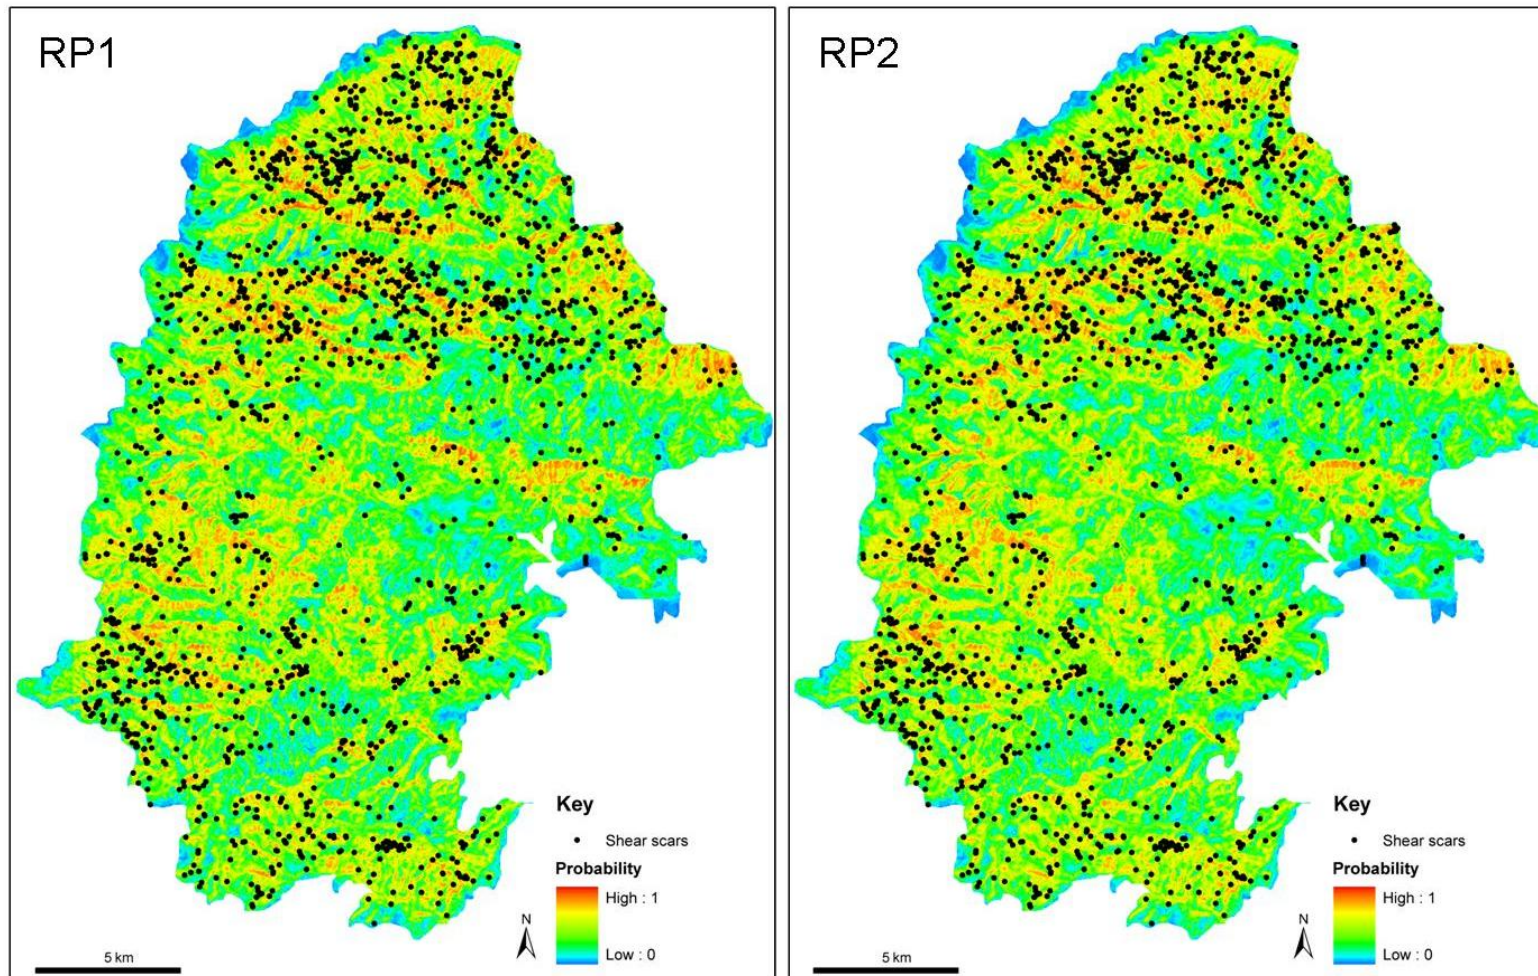 RP1
Key
Shear scars
Probability
High : 1
Low : 0
N
5 km
RP2
Key
Shear scars
Probability
High : 1
Low : 0
N
5 km